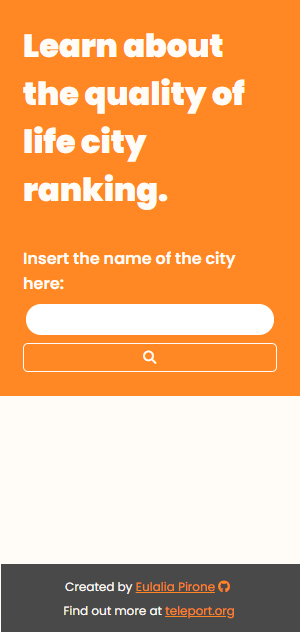 Learn about
the quality of
life city
ranking.
Insert the name of the city
here:
Created by Eulalia Pirone
Find out more at teleport.org